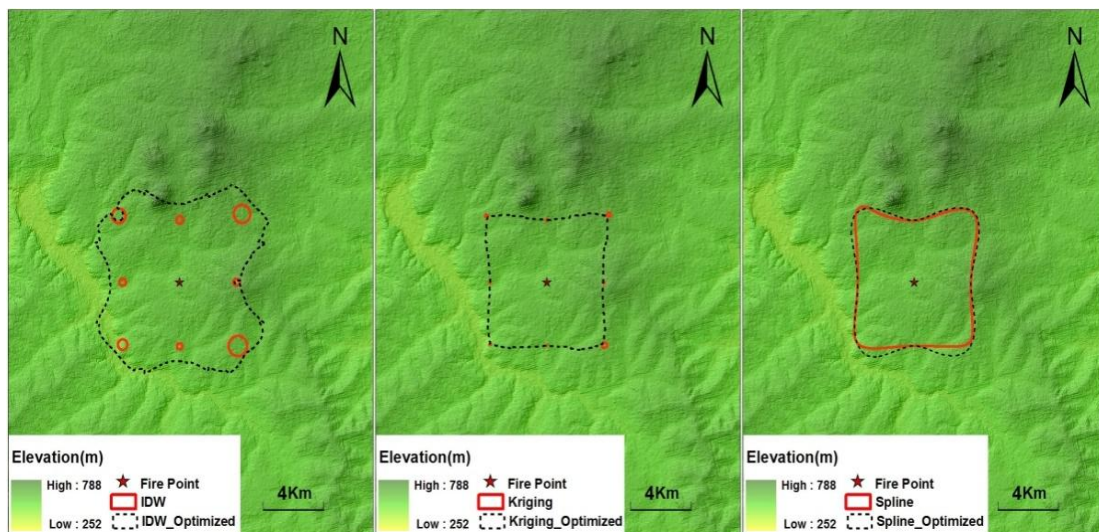 N
Elevation(m)
High : 788
Low : 252
Fire Point
IDW
IDW_Optimized
4Km
N
Elevation(m)
High : 788
Low : 252
Fire Point
Kriging
Kriging_Optimized
4Km
N
Elevation(m)
High : 788
Low : 252
Fire Point
Spline
Spline_Optimized
4Km